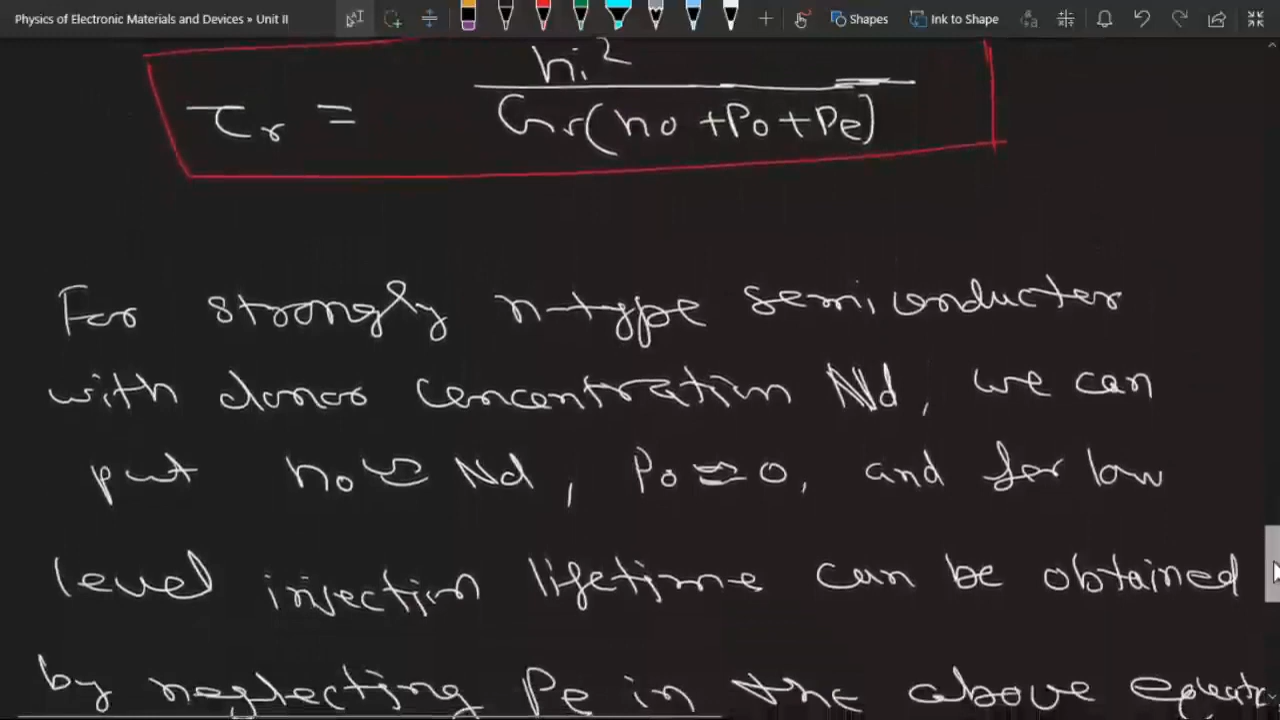 Physics of Electronic Materials and Devices » Unit II
Shapes
Ink to Shape
ni²
τr = Gr(no+Po+Pe)
For strongly n-type semiconductor
with donor concentration Nd, we can
put no ≃ Nd, Po ≃ 0, and for low
level injection lifetime can be obtained
by neglecting Pe in the above equat